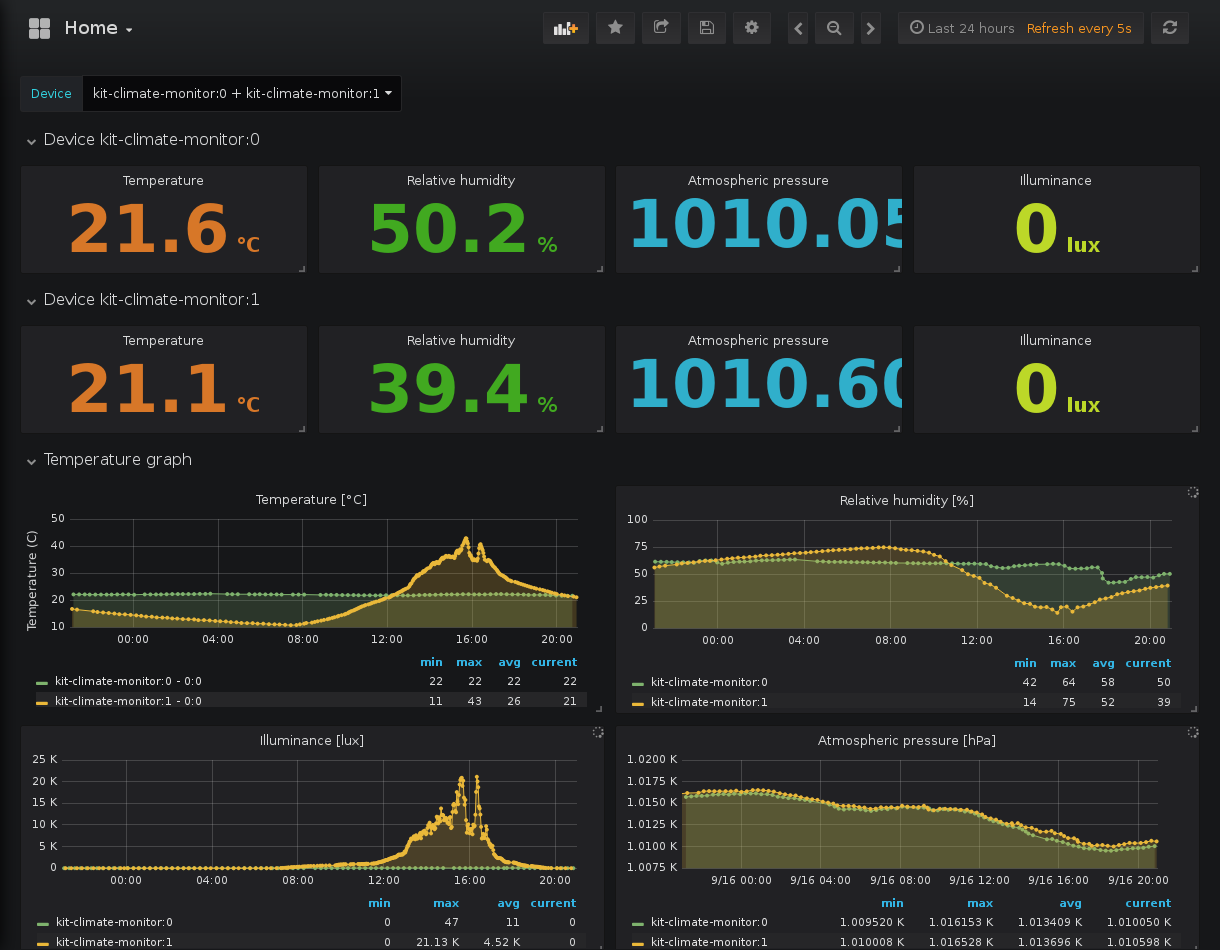 Home
Last 24 hours Refresh every 5s
Device kit-climate-monitor:0 + kit-climate-monitor:1
Device kit-climate-monitor:0
Temperature Relative humidity Atmospheric pressure Illuminance
21.6 °C 50.2 % 1010.05 0 lux
Device kit-climate-monitor:1
Temperature Relative humidity Atmospheric pressure Illuminance
21.1 °C 39.4 % 1010.60 0 lux
Temperature graph
Temperature [°C]
Temperature (C)
50
40
30
20
10
00:00 04:00 08:00 12:00 16:00 20:00
min max avg current
kit-climate-monitor:0 - 0:0 22 22 22 22
kit-climate-monitor:1 - 0:0 11 43 26 21
Relative humidity [%]
100
75
50
25
0
00:00 04:00 08:00 12:00 16:00 20:00
min max avg current
kit-climate-monitor:0 42 64 58 50
kit-climate-monitor:1 14 75 52 39
Illuminance [lux]
25 K
20 K
15 K
10 K
5 K
0
00:00 04:00 08:00 12:00 16:00 20:00
min max avg current
kit-climate-monitor:0 0 47 11 0
kit-climate-monitor:1 0 21.13 K 4.52 K 0
Atmospheric pressure [hPa]
1.0200 K
1.0175 K
1.0150 K
1.0125 K
1.0100 K
1.0075 K
9/16 00:00 9/16 04:00 9/16 08:00 9/16 12:00 9/16 16:00 9/16 20:00
min max avg current
kit-climate-monitor:0 1.009520 K 1.016153 K 1.013409 K 1.010050 K
kit-climate-monitor:1 1.010008 K 1.016528 K 1.013696 K 1.010598 K